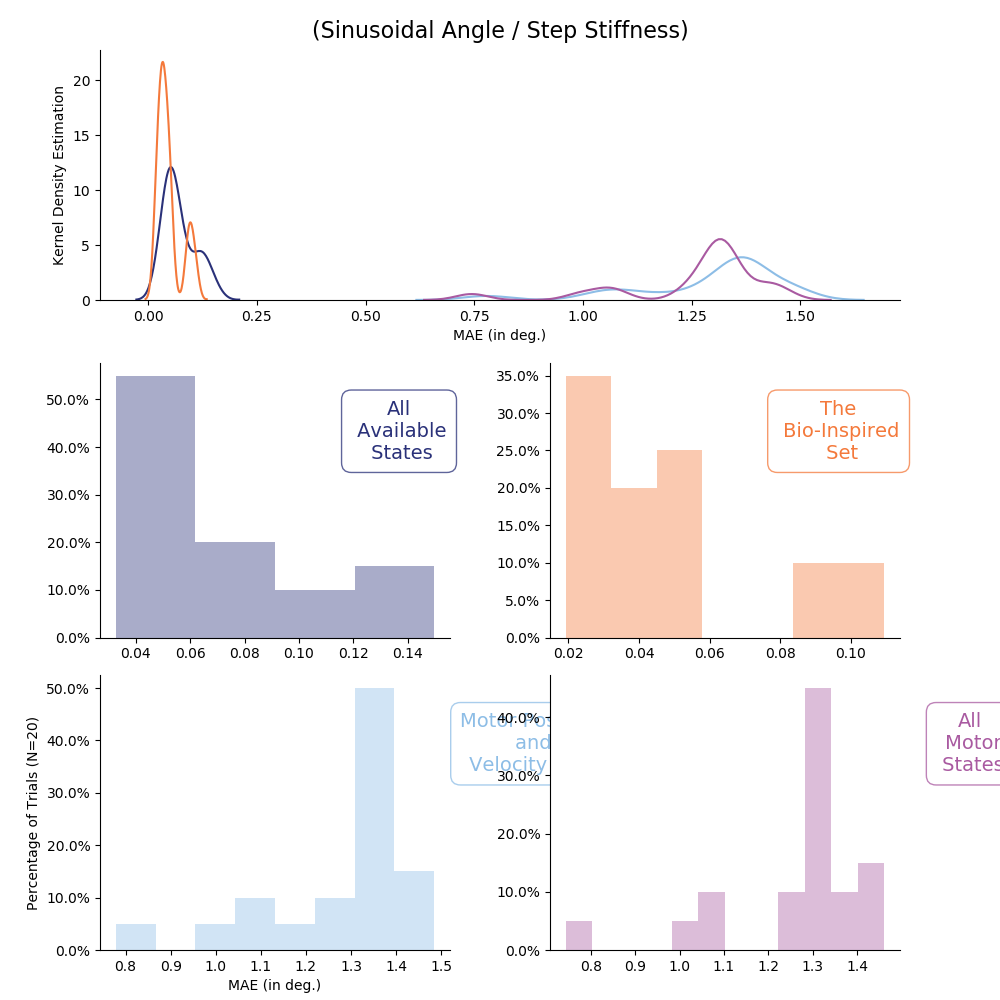 (Sinusoidal Angle / Step Stiffness)
Kernel Density Estimation
20
15
10
5
0
0.00 0.25 0.50 0.75 1.00 1.25 1.50
MAE (in deg.)
50.0%
40.0%
30.0%
20.0%
10.0%
0.0%
All
Available
States
0.04 0.06 0.08 0.10 0.12 0.14
35.0%
30.0%
25.0%
20.0%
15.0%
10.0%
5.0%
0.0%
The
Bio-Inspired
Set
0.02 0.04 0.06 0.08 0.10
Percentage of Trials (N=20)
50.0%
40.0%
30.0%
20.0%
10.0%
0.0%
Motor
and
Velocity
0.8 0.9 1.0 1.1 1.2 1.3 1.4 1.5
MAE (in deg.)
40.0%
30.0%
20.0%
10.0%
0.0%
All
Motor
States
0.8 0.9 1.0 1.1 1.2 1.3 1.4